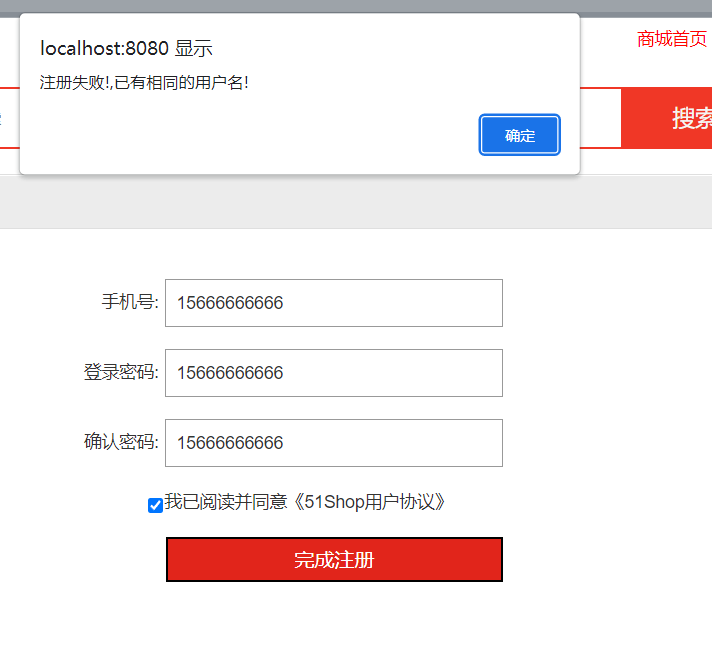 localhost:8080 显示
商城首页
注册失败!,已有相同的用户名!
确定
搜索
手机号: 15666666666
登录密码: 15666666666
确认密码: 15666666666
我已阅读并同意《51Shop用户协议》
完成注册